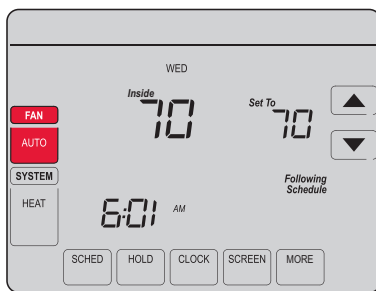 WED
Inside
70
Set To
70
FAN
AUTO
SYSTEM
HEAT
Following
Schedule
6:01 AM
SCHED
HOLD
CLOCK
SCREEN
MORE